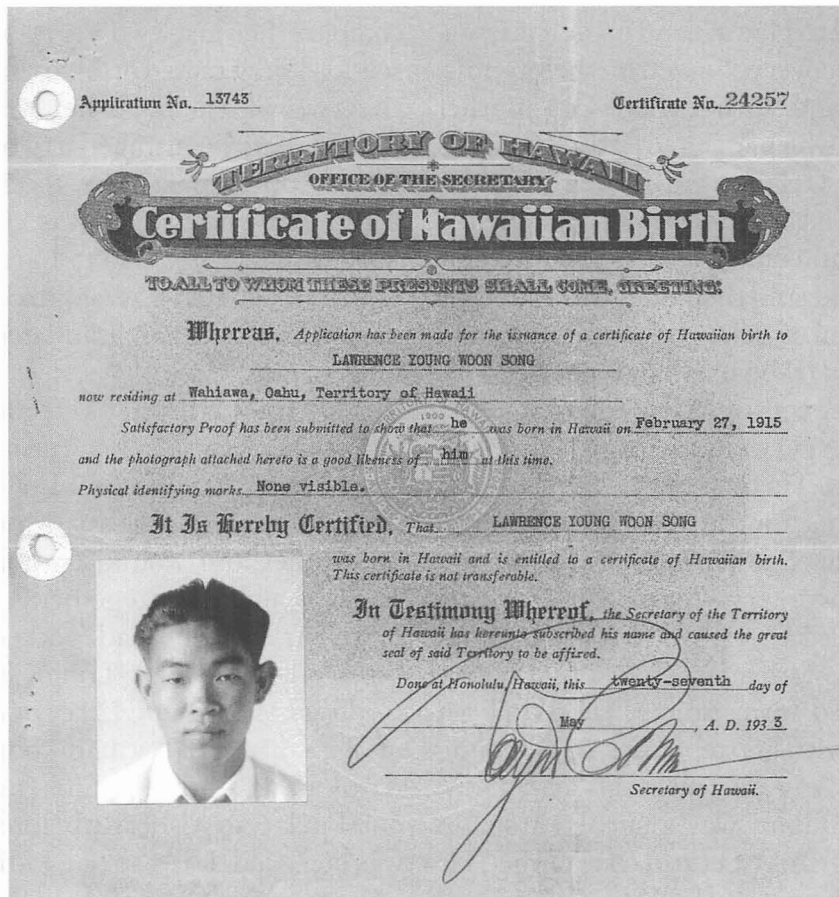 Application No. 13743 Certificate No. 24257
TERRITORY OF HAWAII
OFFICE OF THE SECRETARY
Certificate of Hawaiian Birth
TO ALL TO WHOM THESE PRESENTS SHALL COME, GREETING:
Whereas, Application has been made for the issuance of a certificate of Hawaiian birth to
LAWRENCE YOUNG WOON SONG
now residing at Wahiawa, Oahu, Territory of Hawaii
Satisfactory Proof has been submitted to show that he was born in Hawaii on February 27, 1915
and the photograph attached hereto is a good likeness of him at this time.
Physical identifying marks None visible.
It Is Hereby Certified, That LAWRENCE YOUNG WOON SONG
was born in Hawaii and is entitled to a certificate of Hawaiian birth.
This certificate is not transferable.
In Testimony Whereof, the Secretary of the Territory
of Hawaii has hereunto subscribed his name and caused the great
seal of said Territory to be affixed.
Done at Honolulu, Hawaii, this twenty-seventh day of
May, A. D. 1933
Secretary of Hawaii.